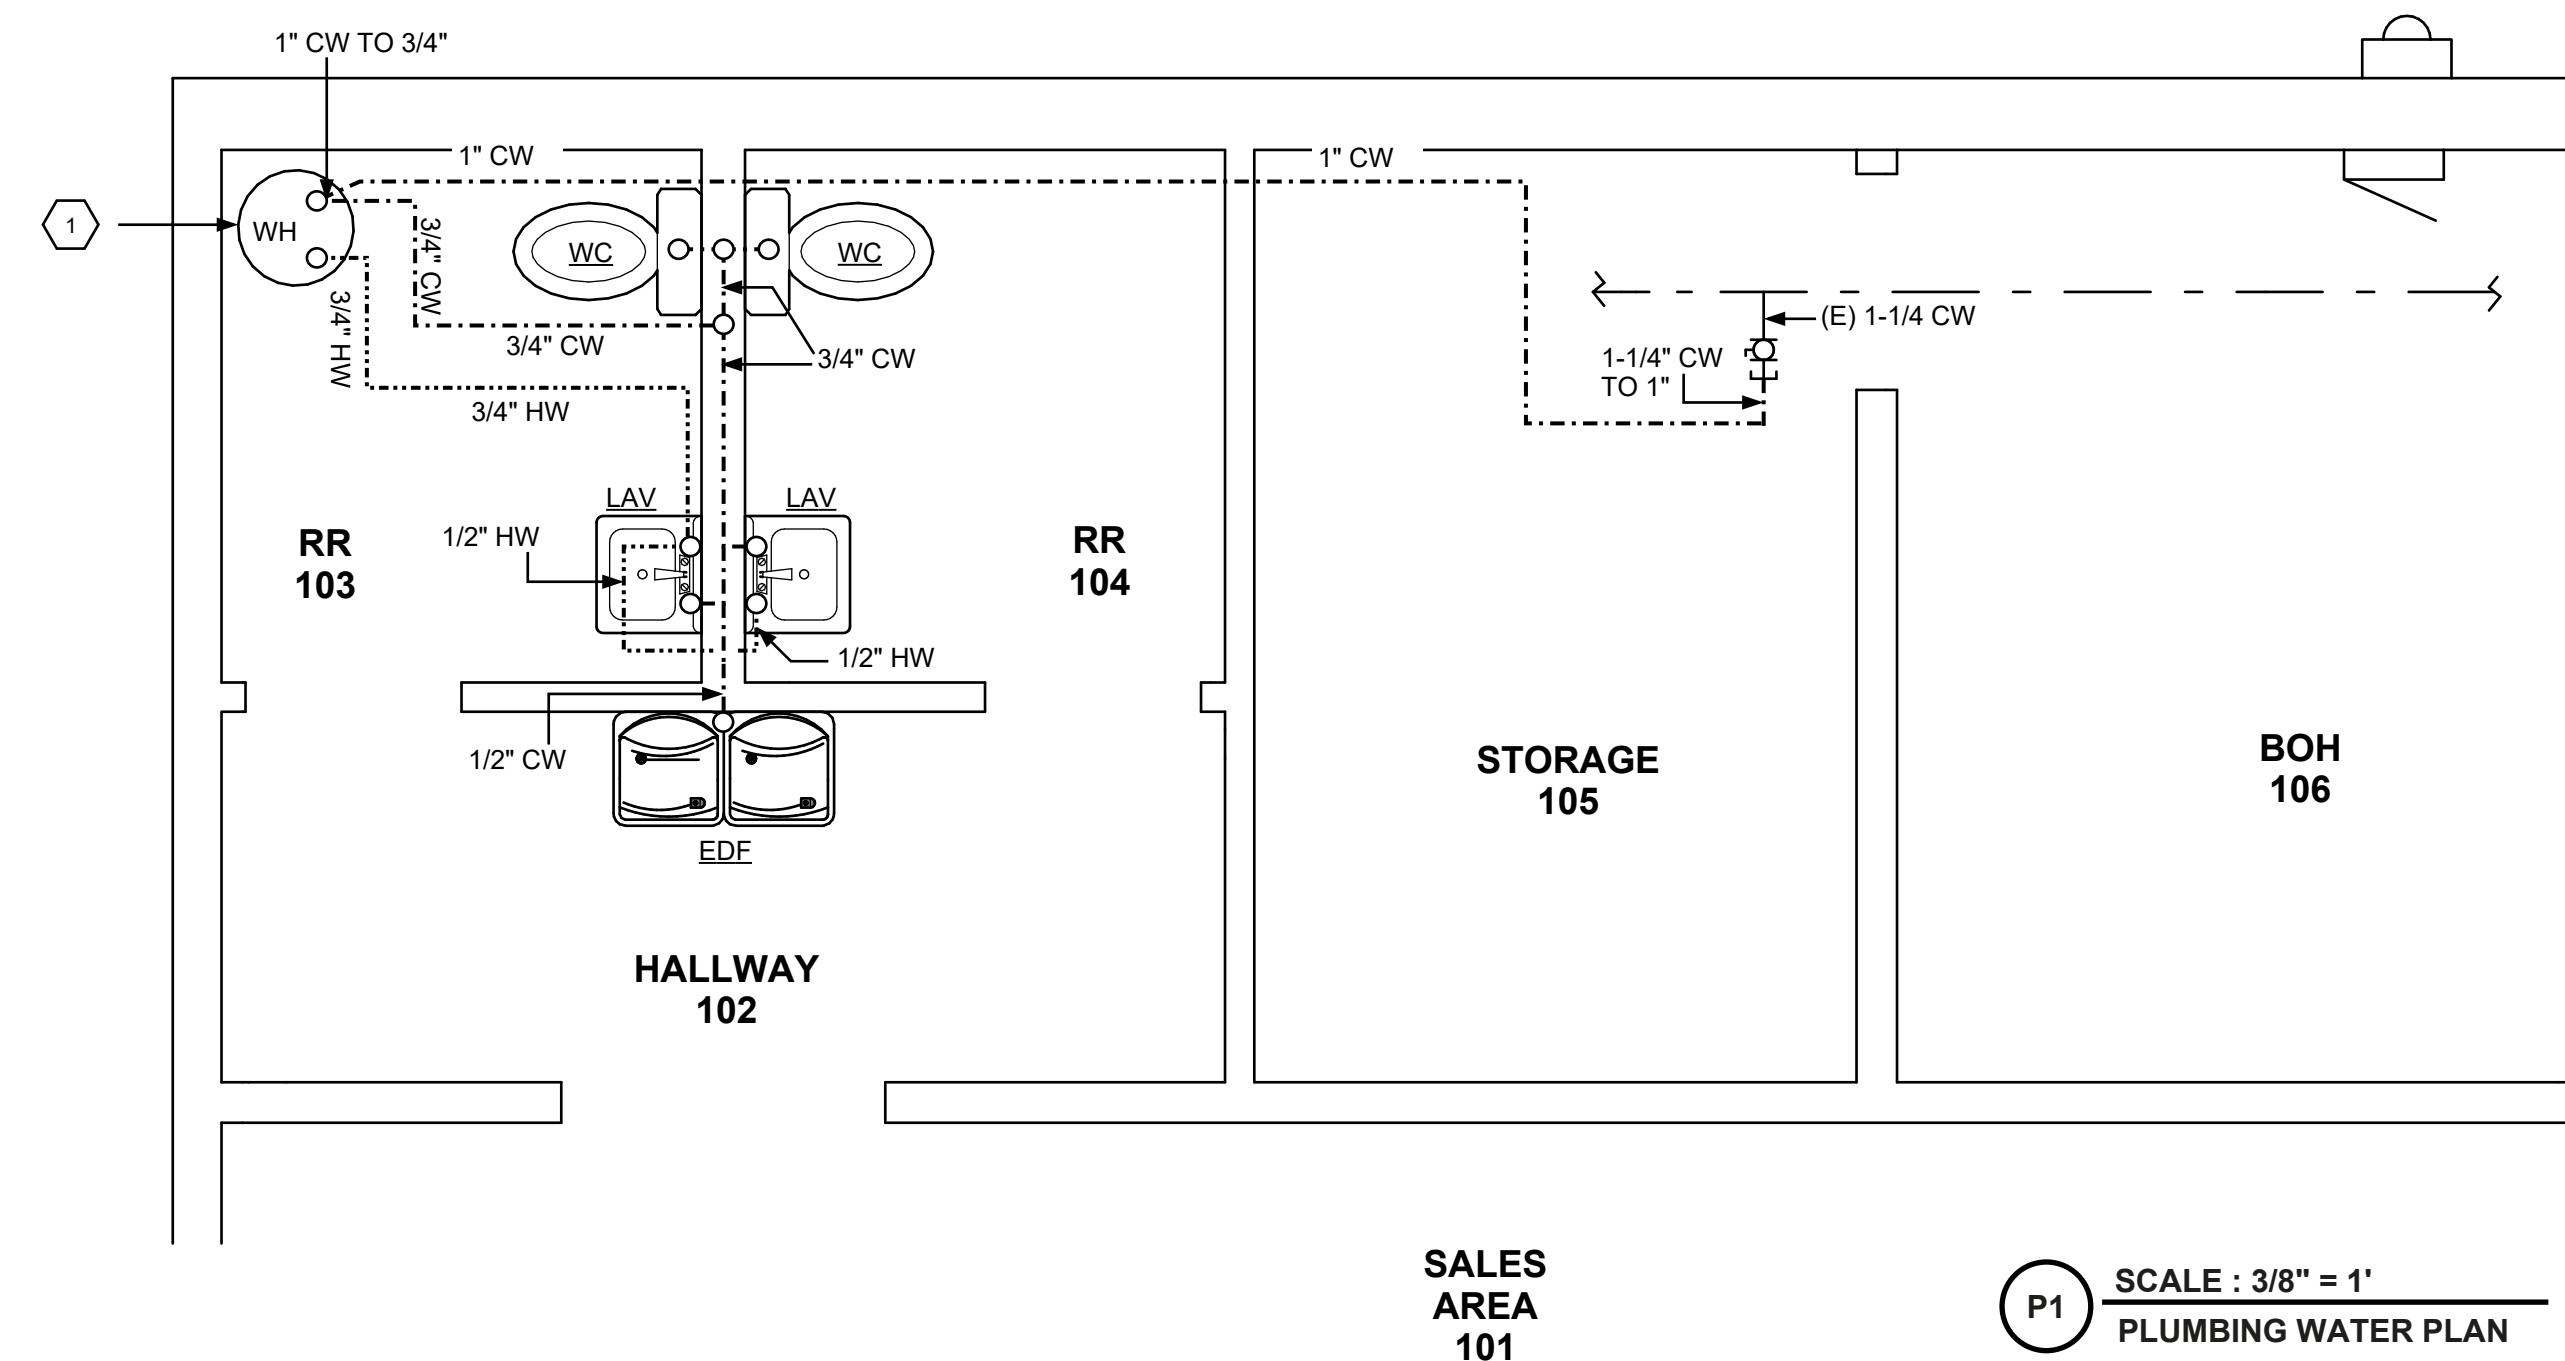 1" CW TO 3/4"
1" CW
1" CW
1
WH
3/4" CW
WC
WC
3/4" HW
3/4" CW
3/4" CW
3/4" HW
(E) 1-1/4 CW
1-1/4" CW
TO 1"
LAV
LAV
1/2" HW
RR
103
RR
104
1/2" HW
1/2" CW
EDF
STORAGE
105
BOH
106
HALLWAY
102
SALES
AREA
101
P1
SCALE : 3/8" = 1'
PLUMBING WATER PLAN